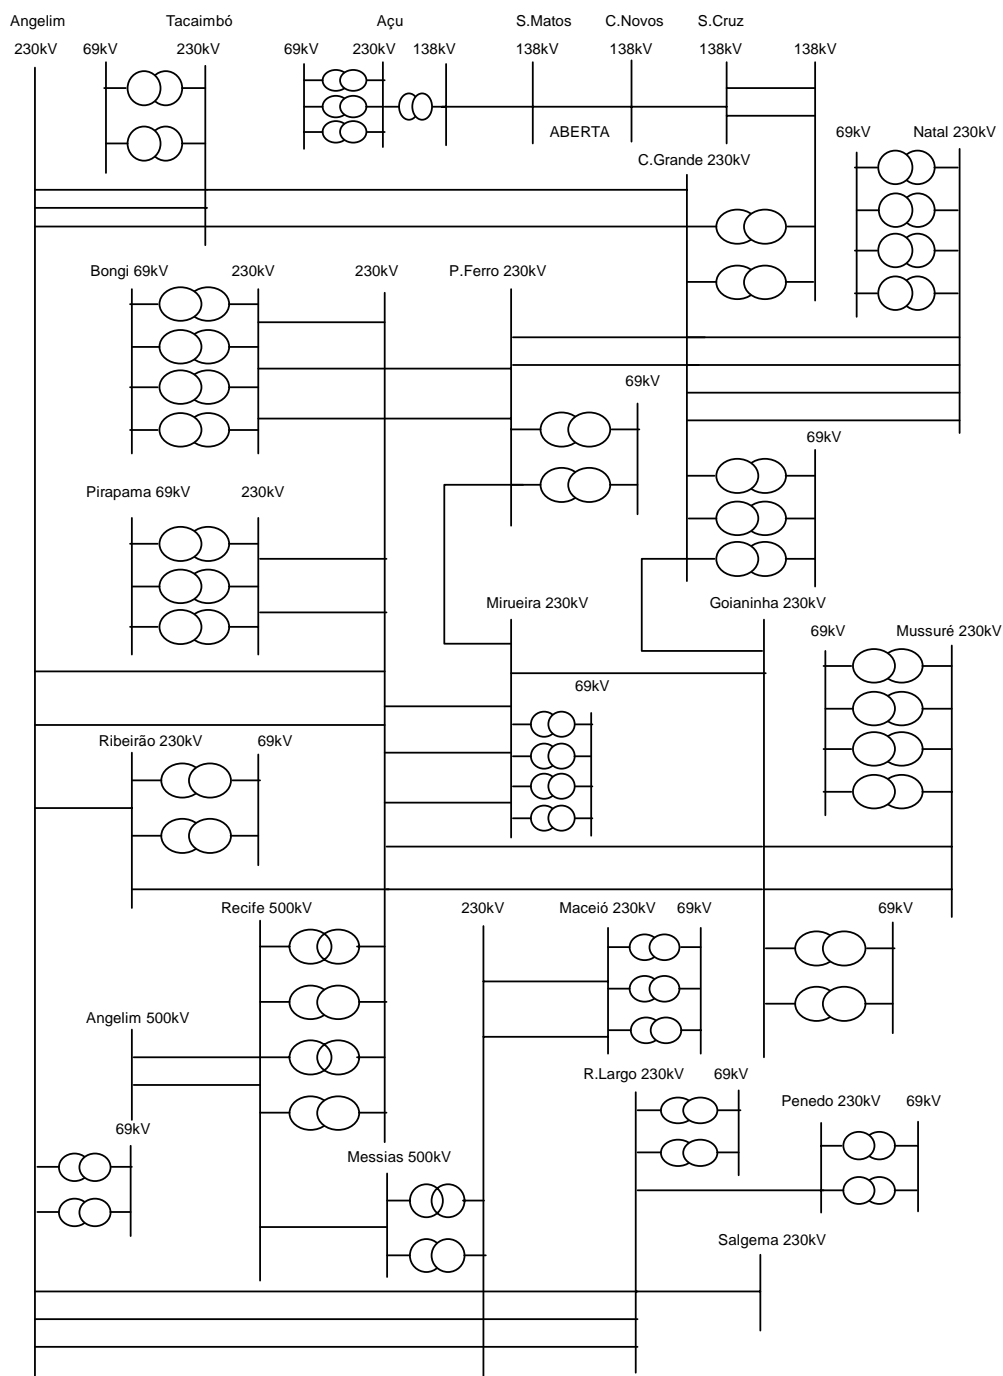 Angelim Tacaimbó Açu S.Matos C.Novos S.Cruz
230kV 69kV 230kV 69kV 230kV 138kV 138kV 138kV 138kV 138kV
ABERTA 69kV Natal 230kV
C.Grande 230kV
Bongi 69kV 230kV 230kV P.Ferro 230kV
69kV
69kV
Pirapama 69kV 230kV
Mirueira 230kV Goianinha 230kV
69kV Mussuré 230kV
69kV
Ribeirão 230kV 69kV
Recife 500kV 230kV Maceió 230kV 69kV 69kV
Angelim 500kV
R.Largo 230kV 69kV
Penedo 230kV 69kV
69kV
Messias 500kV
Salgema 230kV